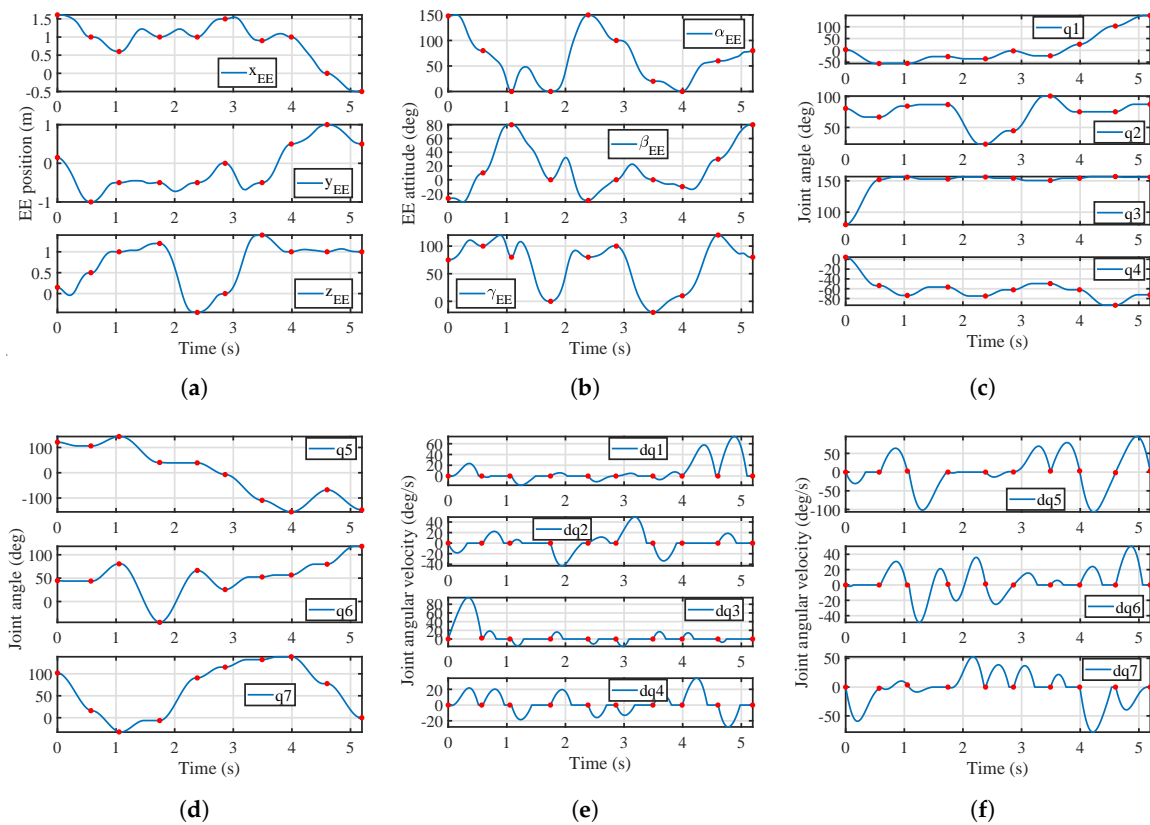 1.5
1
0.5
0
-0.5
x_EE
0 1 2 3 4 5
1
0
-1
y_EE
0 1 2 3 4 5
1
0.5
0
z_EE
0 1 2 3 4 5
EE position (m)
Time (s)
(a)
150
100
50
0
α_EE
0 1 2 3 4 5
80
60
40
20
0
-20
β_EE
0 1 2 3 4 5
100
50
0
γ_EE
0 1 2 3 4 5
EE attitude (deg)
Time (s)
(b)
150
100
50
0
-50
q1
0 1 2 3 4 5
100
50
q2
0 1 2 3 4 5
150
100
q3
0 1 2 3 4 5
0
-20
-40
-60
-80
q4
0 1 2 3 4 5
Joint angle (deg)
Time (s)
(c)
100
0
-100
q5
0 1 2 3 4 5
100
50
0
q6
0 1 2 3 4 5
100
50
0
q7
0 1 2 3 4 5
Joint angle (deg)
Time (s)
(d)
60
40
20
0
dq1
0 1 2 3 4 5
40
20
0
-20
-40
dq2
0 1 2 3 4 5
80
60
40
20
0
dq3
0 1 2 3 4 5
20
0
-20
dq4
0 1 2 3 4 5
Joint angular velocity (deg/s)
Time (s)
(e)
50
0
-50
-100
dq5
0 1 2 3 4 5
40
20
0
-20
-40
dq6
0 1 2 3 4 5
50
0
-50
dq7
0 1 2 3 4 5
Joint angular velocity (deg/s)
Time (s)
(f)